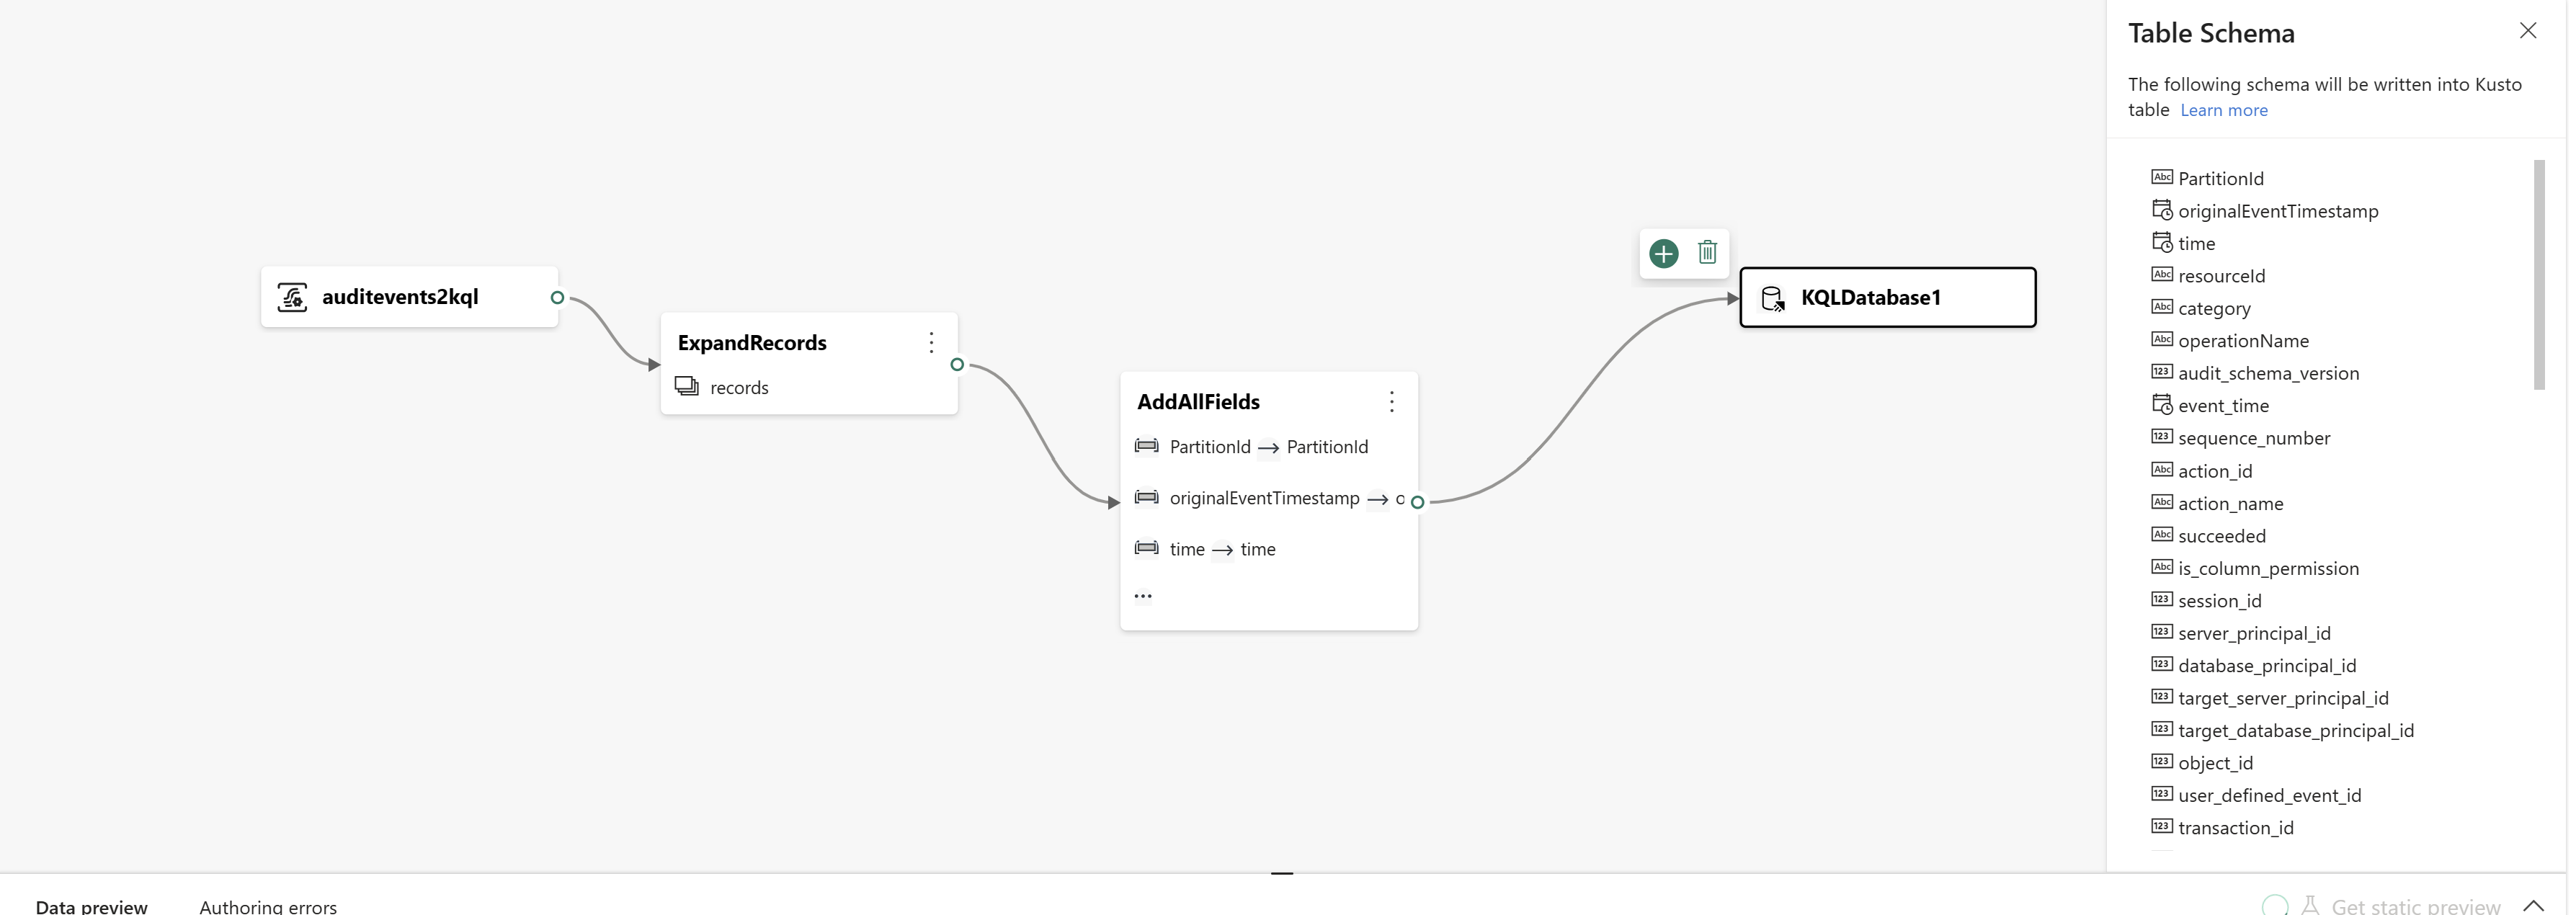 auditevents2kql
ExpandRecords
records
AddAllFields
PartitionId → PartitionId
originalEventTimestamp → o
time → time
...
KQLDatabase1
Table Schema
The following schema will be written into Kusto
table Learn more
PartitionId
originalEventTimestamp
time
resourceId
category
operationName
audit_schema_version
event_time
sequence_number
action_id
action_name
succeeded
is_column_permission
session_id
server_principal_id
database_principal_id
target_server_principal_id
target_database_principal_id
object_id
user_defined_event_id
transaction_id
Data preview
Authoring errors
Get static preview